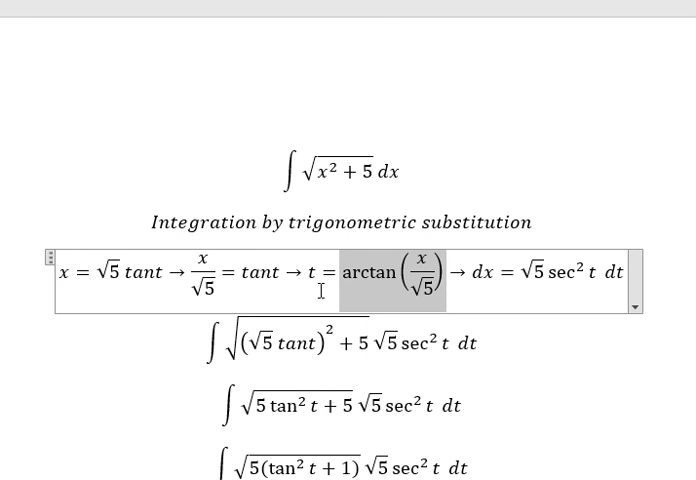 ∫ √(x² + 5) dx
Integration by trigonometric substitution
x = √5 tant → x/√5 = tant → t = arctan(x/√5) → dx = √5 sec² t dt
∫ √((√5 tant)² + 5) √5 sec² t dt
∫ √(5 tan² t + 5) √5 sec² t dt
∫ √(5(tan² t + 1)) √5 sec² t dt